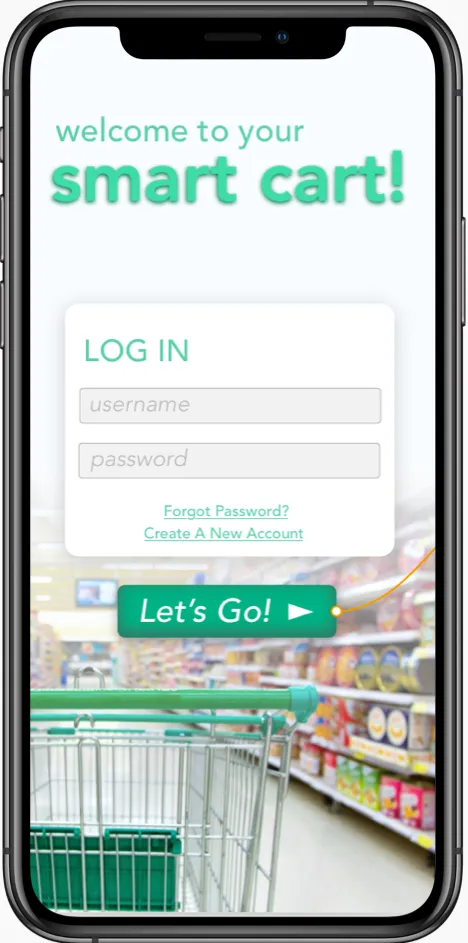 welcome to your
smart cart!
LOG IN
username
password
Forgot Password?
Create A New Account
Let's Go!